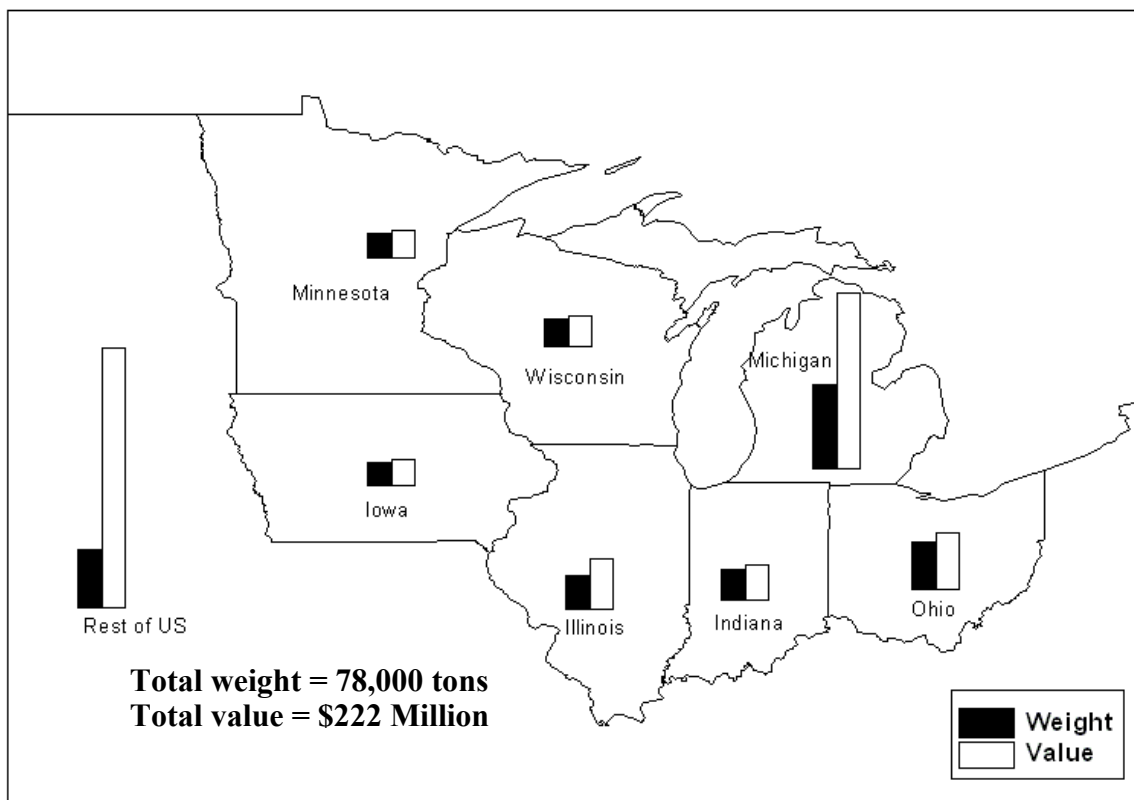 Minnesota
Wisconsin
Michigan
Iowa
Illinois
Indiana
Ohio
Rest of US
Total weight = 78,000 tons
Total value = $222 Million
Weight
Value